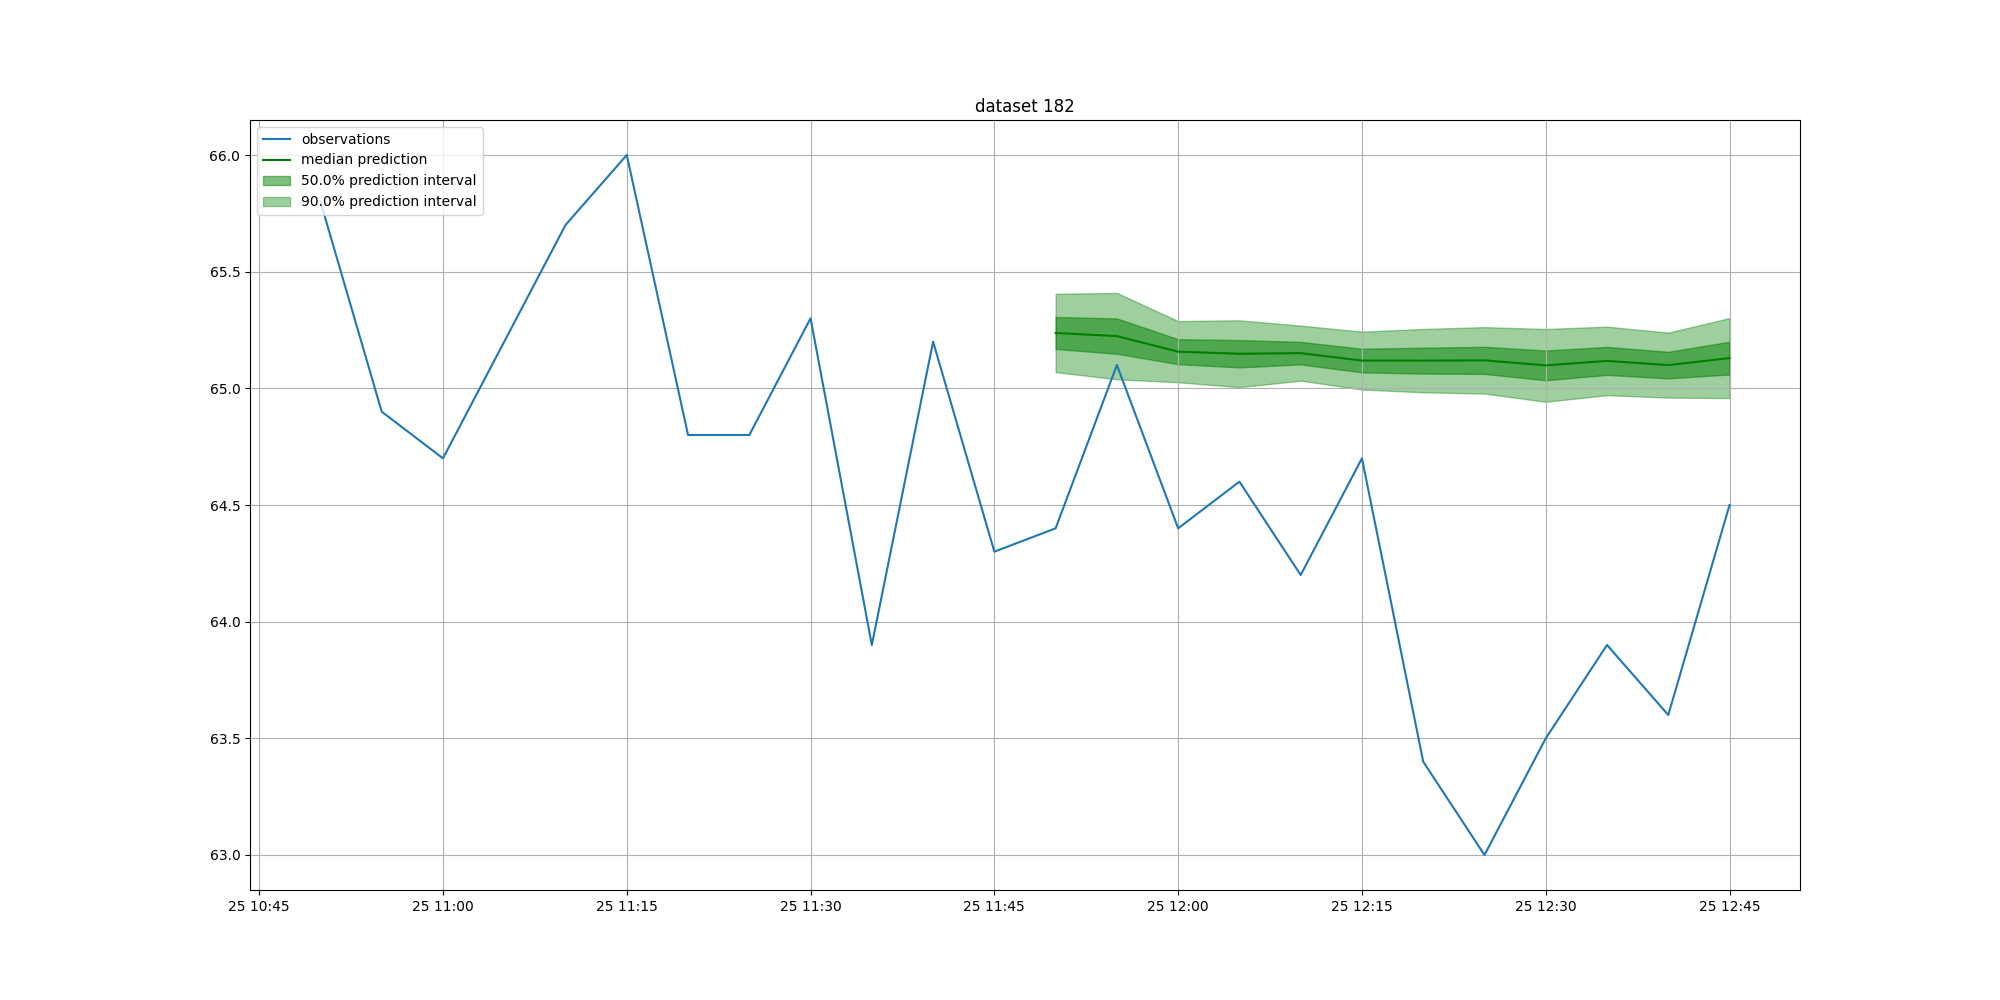 dataset 182
observations
median prediction
50.0% prediction interval
90.0% prediction interval
66.0
65.5
65.0
64.5
64.0
63.5
63.0
25 10:45 25 11:00 25 11:15 25 11:30 25 11:45 25 12:00 25 12:15 25 12:30 25 12:45